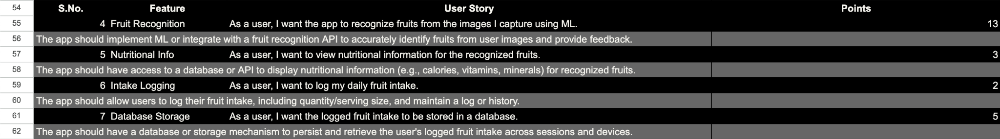 54 S.No. Feature User Story Points
55 4 Fruit Recognition As a user, I want the app to recognize fruits from the images I capture using ML. 13
56 The app should implement ML or integrate with a fruit recognition API to accurately identify fruits from user images and provide feedback.
57 5 Nutritional Info As a user, I want to view nutritional information for the recognized fruits. 3
58 The app should have access to a database or API to display nutritional information (e.g., calories, vitamins, minerals) for recognized fruits.
59 6 Intake Logging As a user, I want to log my daily fruit intake. 2
60 The app should allow users to log their fruit intake, including quantity/serving size, and maintain a log or history.
61 7 Database Storage As a user, I want the logged fruit intake to be stored in a database. 5
62 The app should have a database or storage mechanism to persist and retrieve the user's logged fruit intake across sessions and devices.